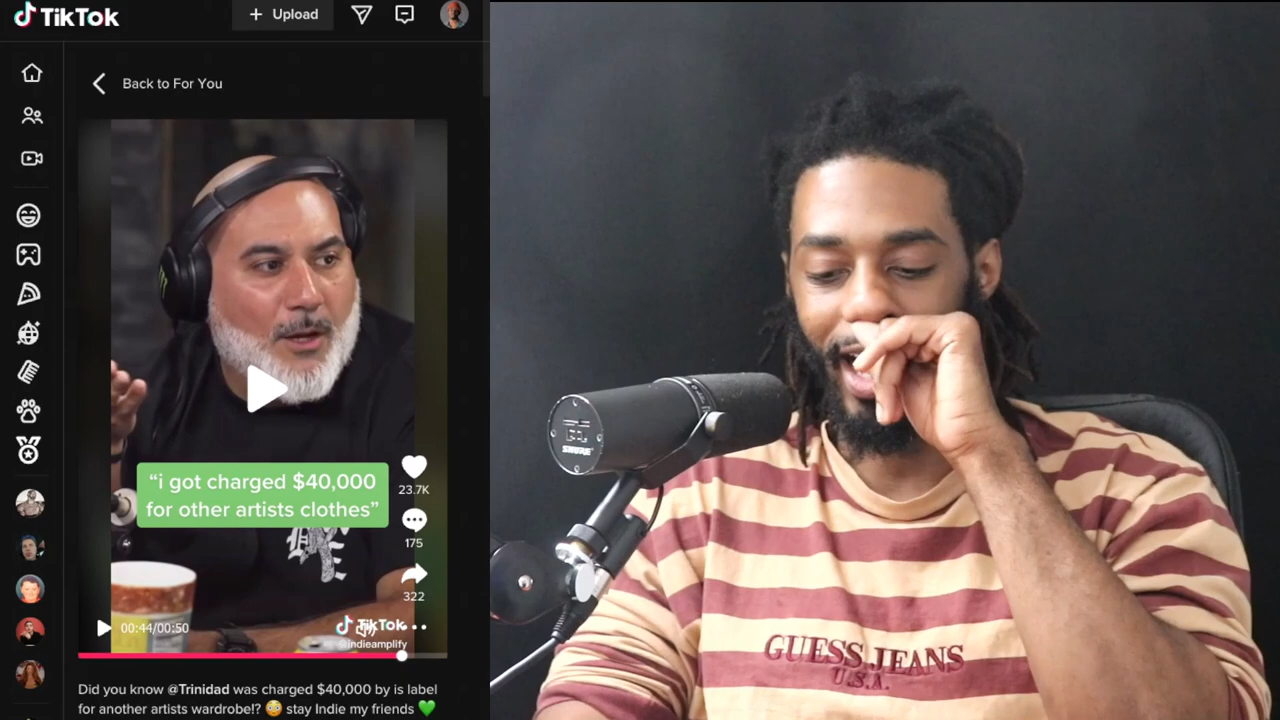 TikTok
+ Upload
Back to For You
“i got charged $40,000
for other artists clothes”
23.7K
175
322
00:44/00:50
TikTok
@indieamplify
Did you know @Trinidad was charged $40,000 by is label
for another artists wardrobe!? 😳 stay Indie my friends 💚
SHURE
GUESS JEANS
U.S.A.